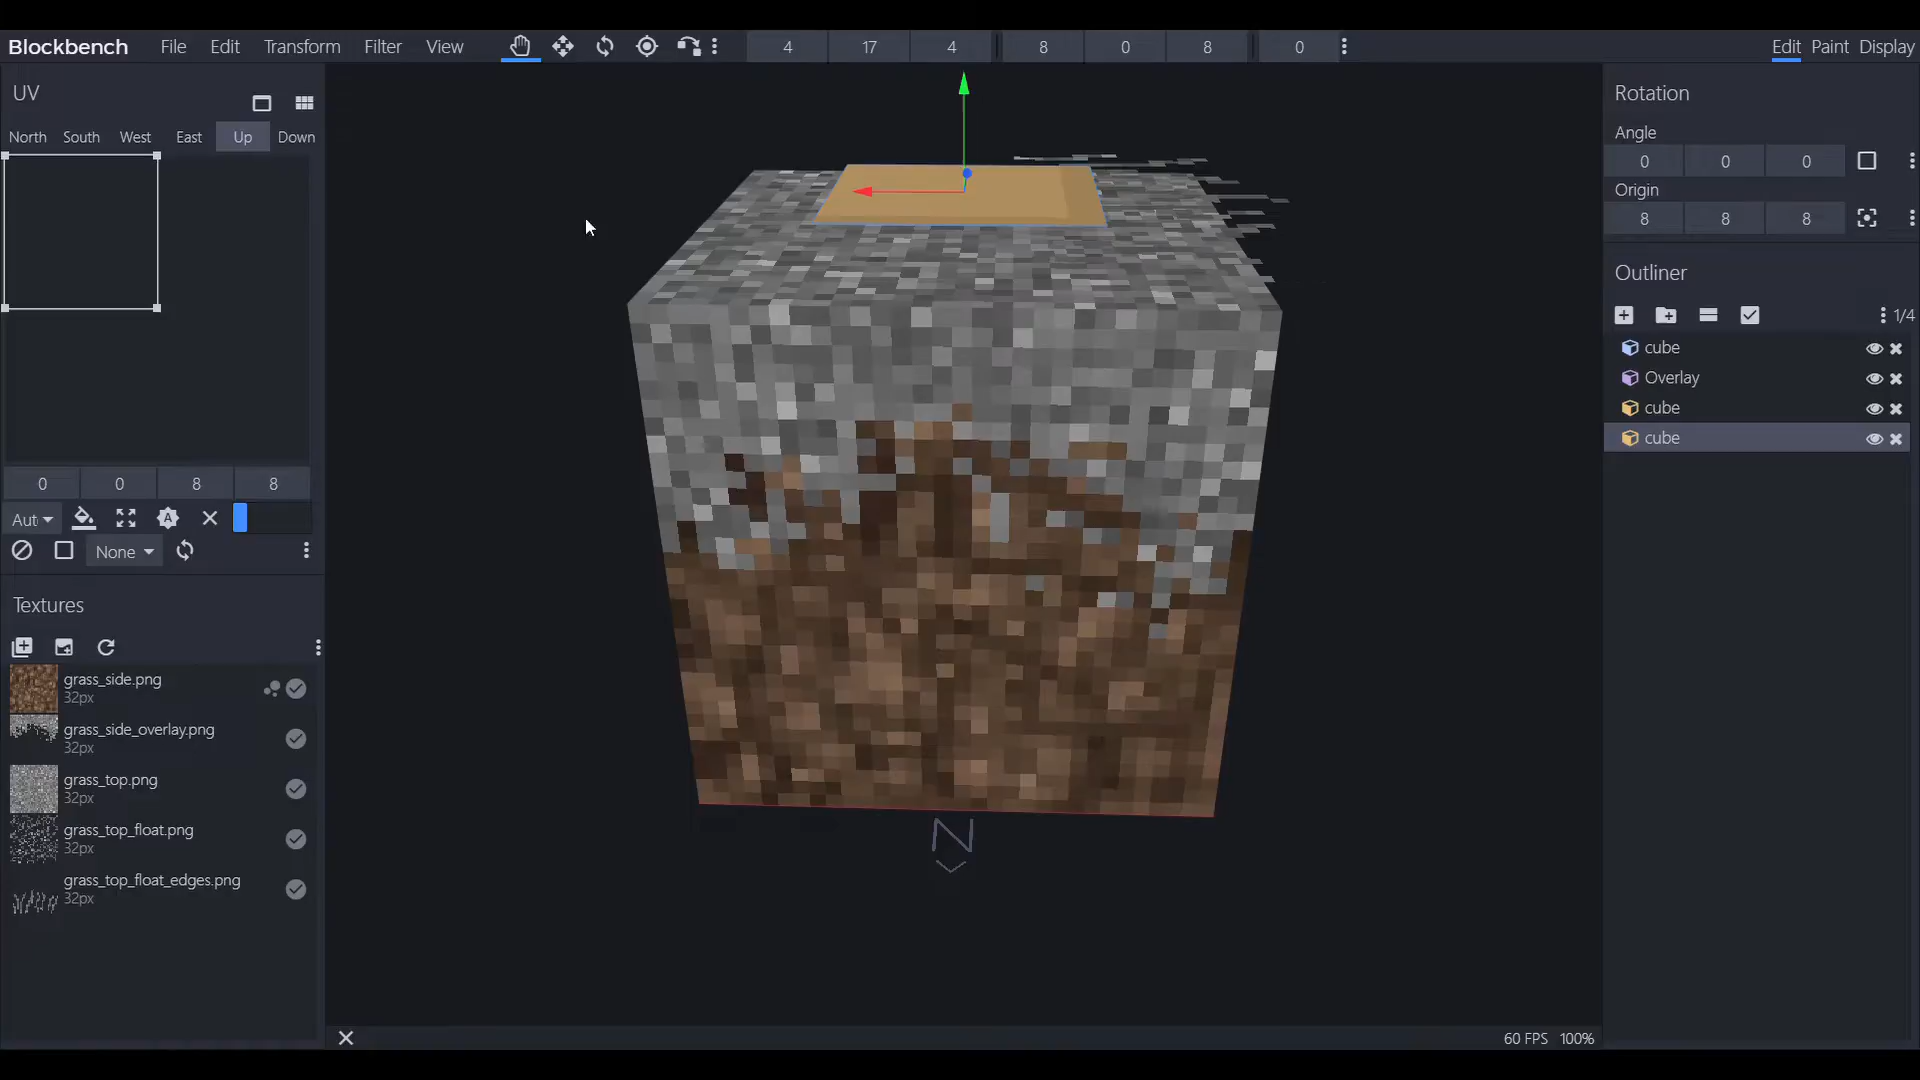 Blockbench File Edit Transform Filter View 4 17 4 8 0 8 0 Edit Paint Display
UV
North South West East Up Down
0 0 8 8
Aut
None
Textures
grass_side.png
32px
grass_side_overlay.png
32px
grass_top.png
32px
grass_top_float.png
32px
grass_top_float_edges.png
32px
N
60 FPS 100%
Rotation
Angle
0 0 0
Origin
8 8 8
Outliner
1/4
cube
Overlay
cube
cube